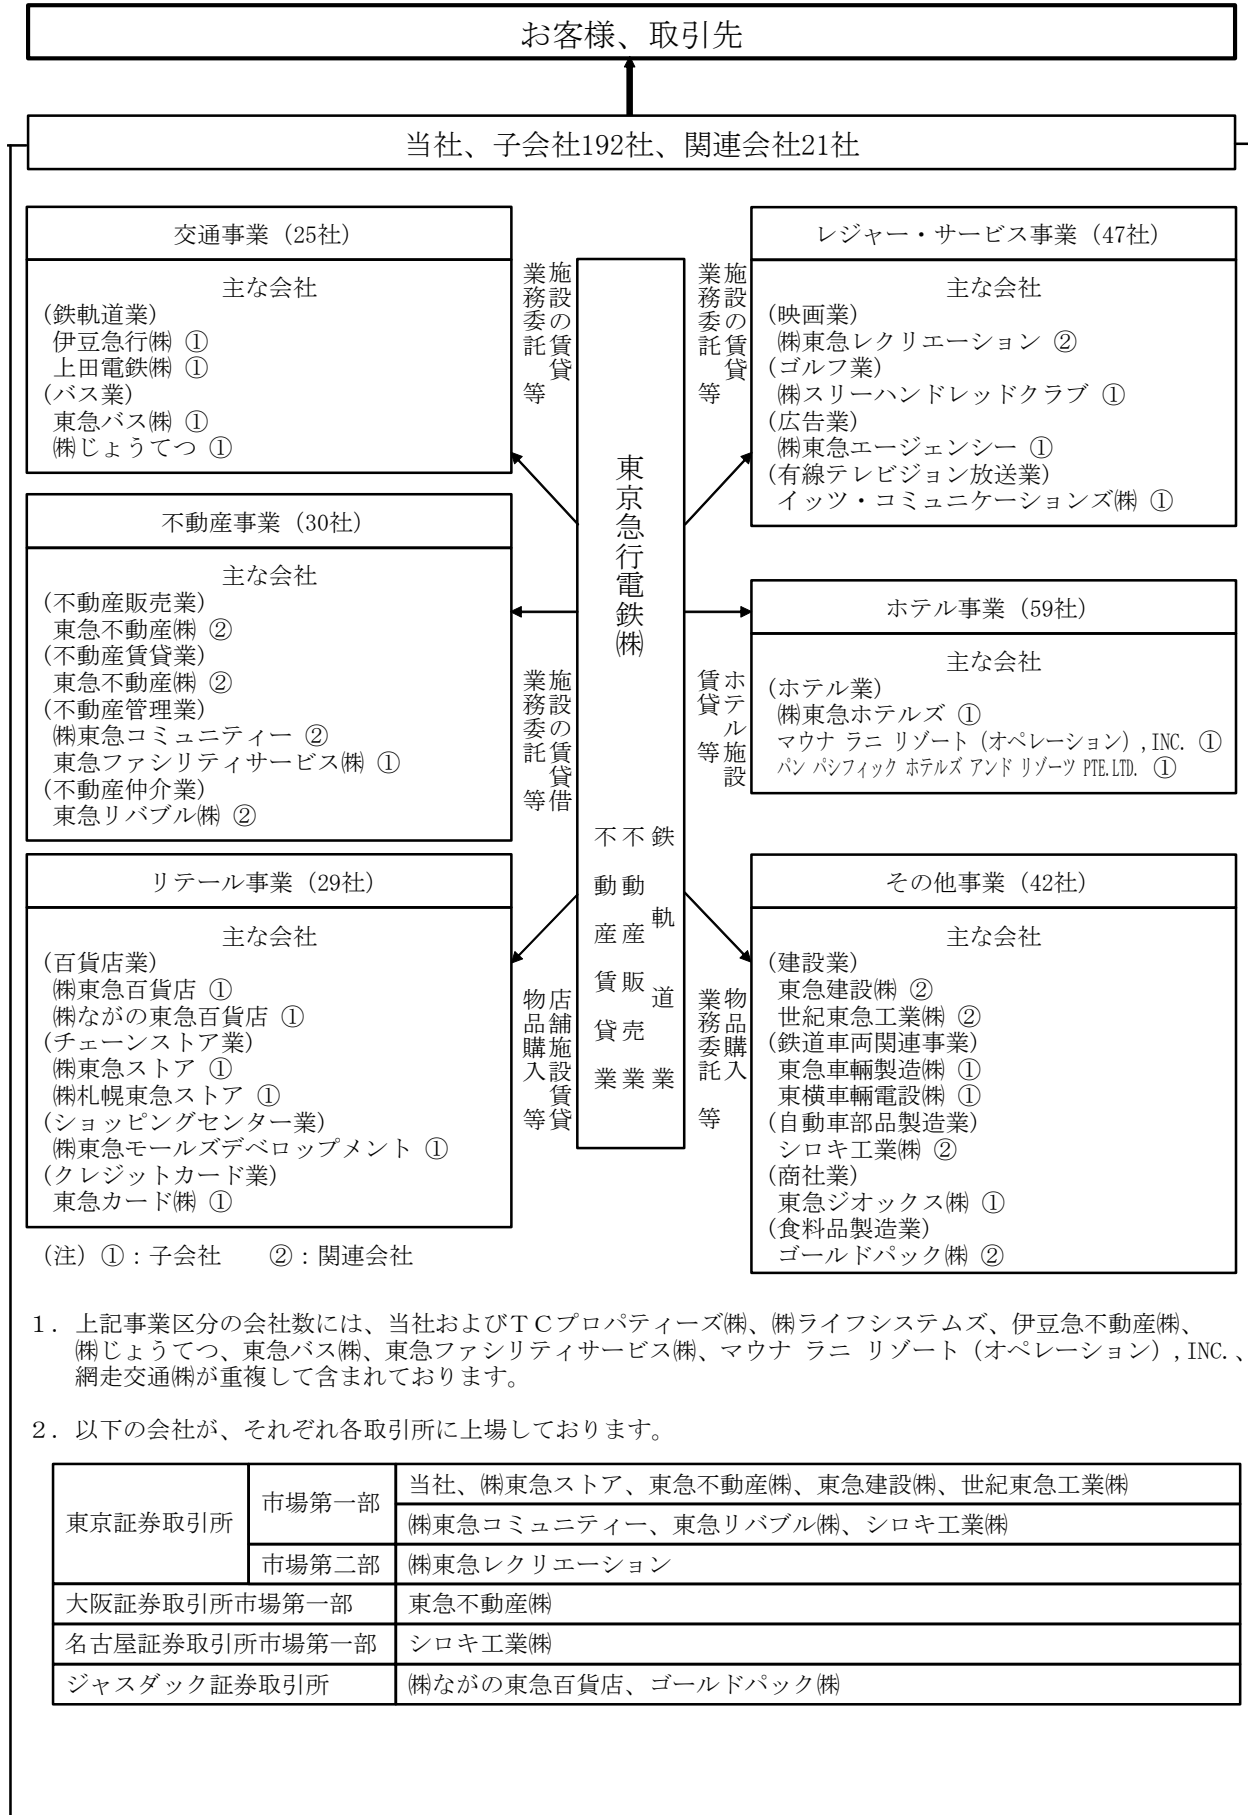 お客様、取引先
当社、子会社192社、関連会社21社
交通事業（25社）
主な会社
(鉄軌道業)
伊豆急行㈱ ①
上田電鉄㈱ ①
(バス業)
東急バス㈱ ①
㈱じょうてつ ①
不動産事業（30社）
主な会社
(不動産販売業)
東急不動産㈱ ②
(不動産賃貸業)
東急不動産㈱ ②
(不動産管理業)
㈱東急コミュニティー ②
東急ファシリティサービス㈱ ①
(不動産仲介業)
東急リバブル㈱ ②
リテール事業（29社）
主な会社
(百貨店業)
㈱東急百貨店 ①
㈱ながの東急百貨店 ①
(チェーンストア業)
㈱東急ストア ①
㈱札幌東急ストア ①
(ショッピングセンター業)
㈱東急モールズデベロップメント ①
(クレジットカード業)
東急カード㈱ ①
施設の賃貸
業務委託 等
施設の賃貸借
業務委託 等
店舗施設賃貸
物品購入 等
東京急行電鉄㈱
鉄軌道業
不動産販売業
不動産賃貸業
施設の賃貸
業務委託 等
ホテル施設
賃貸 等
物品購入
業務委託 等
レジャー・サービス事業（47社）
主な会社
(映画業)
㈱東急レクリエーション ②
(ゴルフ業)
㈱スリーハンドレッドクラブ ①
(広告業)
㈱東急エージェンシー ①
(有線テレビジョン放送業)
イッツ・コミュニケーションズ㈱ ①
ホテル事業（59社）
主な会社
(ホテル業)
㈱東急ホテルズ ①
マウナ ラニ リゾート（オペレーション）,INC. ①
パン パシフィック ホテルズ アンド リゾーツ PTE.LTD. ①
その他事業（42社）
主な会社
(建設業)
東急建設㈱ ②
世紀東急工業㈱ ②
(鉄道車両関連事業)
東急車輛製造㈱ ①
東横車輛電設㈱ ①
(自動車部品製造業)
シロキ工業㈱ ②
(商社業)
東急ジオックス㈱ ①
(食料品製造業)
ゴールドパック㈱ ②
(注) ①：子会社　②：関連会社
１．上記事業区分の会社数には、当社およびＴＣプロパティーズ㈱、㈱ライフシステムズ、伊豆急不動産㈱、
㈱じょうてつ、東急バス㈱、東急ファシリティサービス㈱、マウナ ラニ リゾート（オペレーション）,INC.、
網走交通㈱が重複して含まれております。
２．以下の会社が、それぞれ各取引所に上場しております。
東京証券取引所
市場第一部
当社、㈱東急ストア、東急不動産㈱、東急建設㈱、世紀東急工業㈱
㈱東急コミュニティー、東急リバブル㈱、シロキ工業㈱
市場第二部
㈱東急レクリエーション
大阪証券取引所市場第一部
東急不動産㈱
名古屋証券取引所市場第一部
シロキ工業㈱
ジャスダック証券取引所
㈱ながの東急百貨店、ゴールドパック㈱